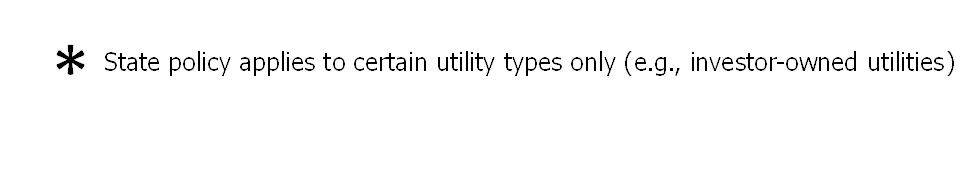 * State policy applies to certain utility types only (e.g., investor-owned utilities)